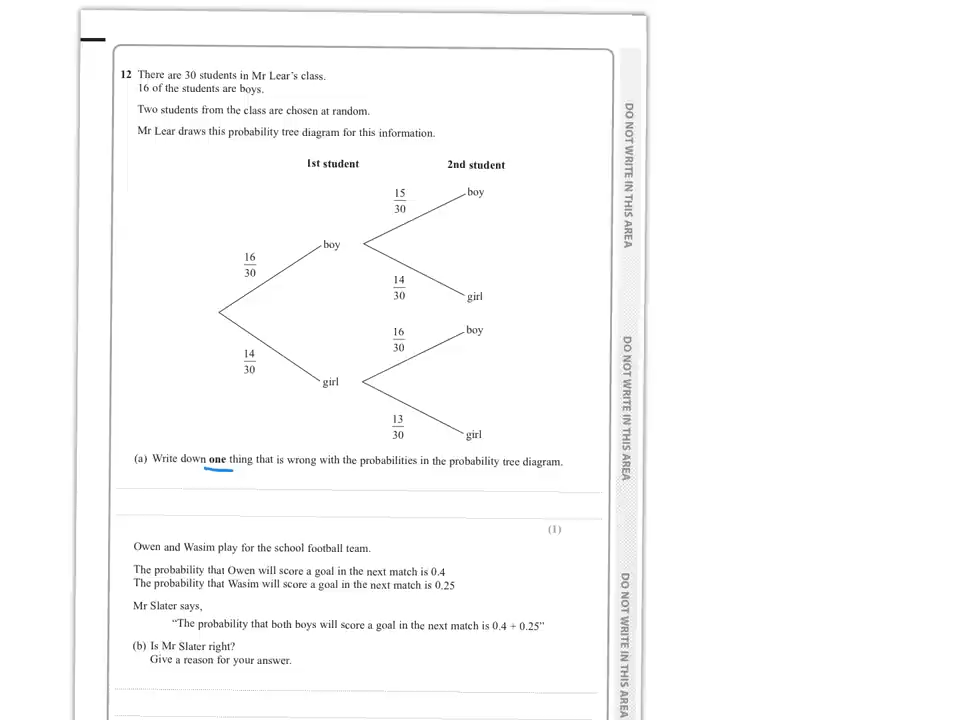 12 There are 30 students in Mr Lear's class.
16 of the students are boys.
Two students from the class are chosen at random.
Mr Lear draws this probability tree diagram for this information.
1st student 2nd student
15/30 boy
16/30 boy
14/30 girl
16/30 boy
14/30 girl
13/30 girl
(a) Write down one thing that is wrong with the probabilities in the probability tree diagram.
(1)
Owen and Wasim play for the school football team.
The probability that Owen will score a goal in the next match is 0.4
The probability that Wasim will score a goal in the next match is 0.25
Mr Slater says,
"The probability that both boys will score a goal in the next match is 0.4 + 0.25"
(b) Is Mr Slater right?
Give a reason for your answer.
DO NOT WRITE IN THIS AREA
DO NOT WRITE IN THIS AREA
DO NOT WRITE IN THIS AREA